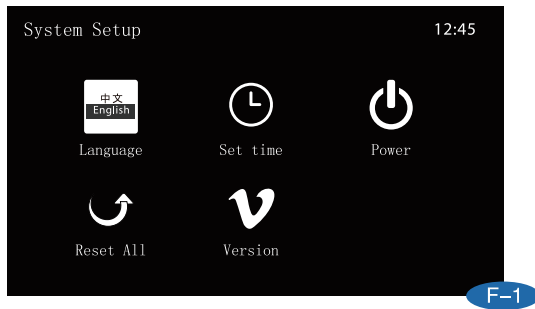 System Setup 12:45
中文
English
Language Set time Power
Reset All Version
F-1